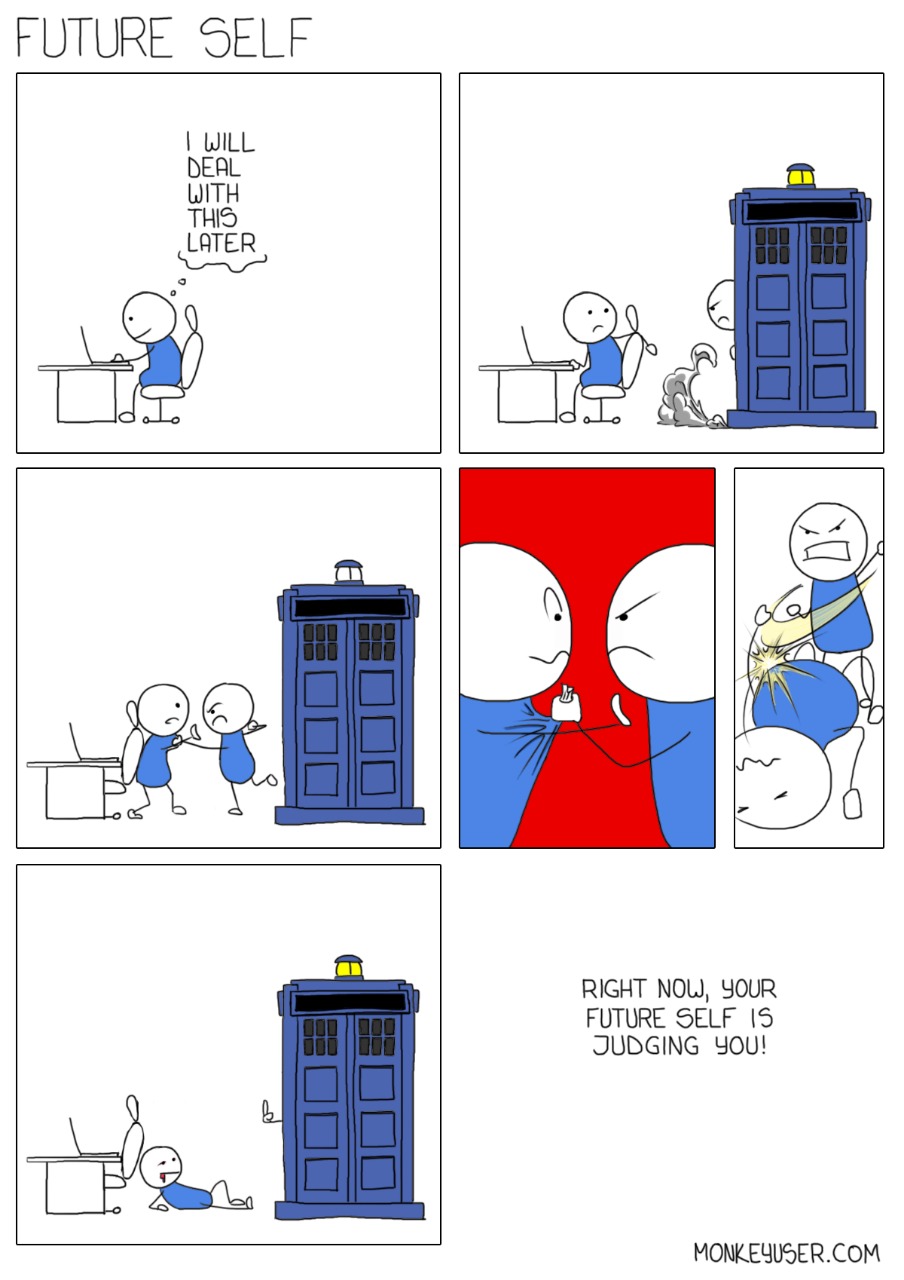 FUTURE SELF
I WILL
DEAL
WITH
THIS
LATER
RIGHT NOW, YOUR
FUTURE SELF IS
JUDGING YOU!
MONKEYUSER.COM